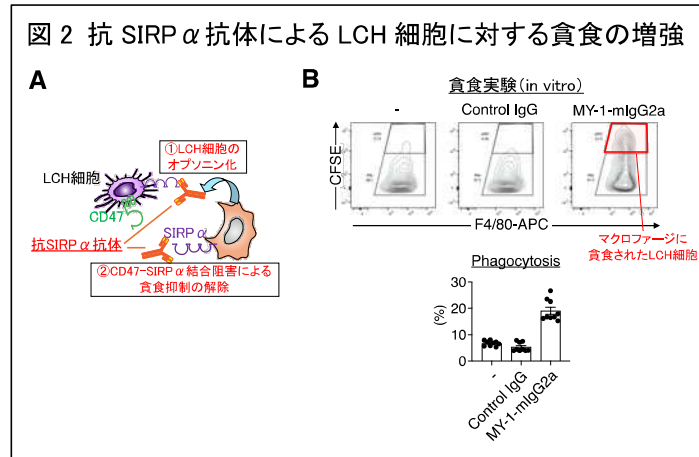 図 2 抗 SIRPα抗体による LCH 細胞に対する貪食の増強
A
①LCH細胞の
オプソニン化
LCH細胞
CD47
SIRPα
抗SIRPα抗体
②CD47-SIRPα結合阻害による
貪食抑制の解除
B
貪食実験(in vitro)
-
Control IgG
MY-1-mIgG2a
CFSE
F4/80-APC
マクロファージに
貪食されたLCH細胞
Phagocytosis
(%)
30
20
10
0
-
Control IgG
MY-1-mIgG2a